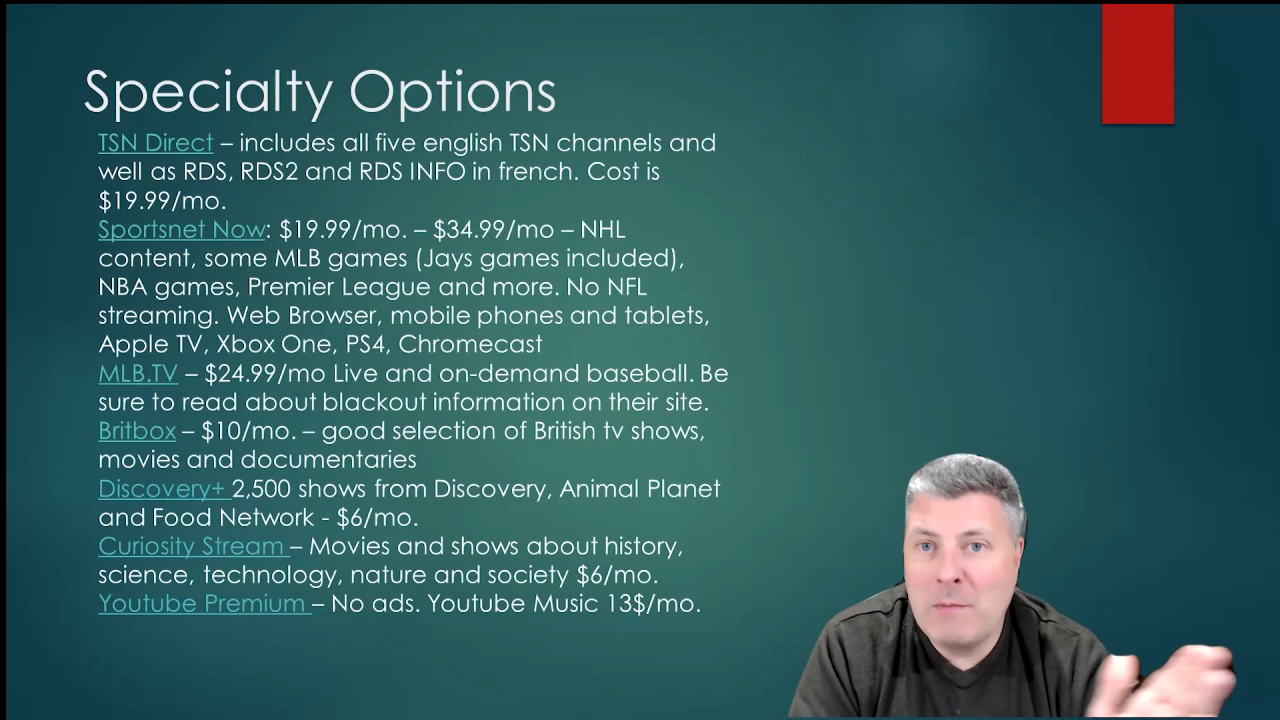 Specialty Options
TSN Direct – includes all five english TSN channels and
well as RDS, RDS2 and RDS INFO in french. Cost is
$19.99/mo.
Sportsnet Now: $19.99/mo. – $34.99/mo – NHL
content, some MLB games (Jays games included),
NBA games, Premier League and more. No NFL
streaming. Web Browser, mobile phones and tablets,
Apple TV, Xbox One, PS4, Chromecast
MLB.TV – $24.99/mo Live and on-demand baseball. Be
sure to read about blackout information on their site.
Britbox – $10/mo. – good selection of British tv shows,
movies and documentaries
Discovery+ 2,500 shows from Discovery, Animal Planet
and Food Network - $6/mo.
Curiosity Stream – Movies and shows about history,
science, technology, nature and society $6/mo.
Youtube Premium – No ads. Youtube Music 13$/mo.